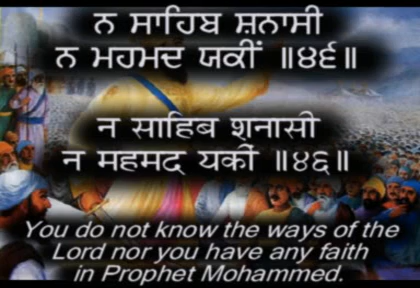 ਨ ਸਾਹਿਬ ਸ਼ਨਾਸੀ
ਨ ਮਹਮਦ ਯਕੀਂ ॥੪੬॥
न साहिब शनासी
न महमद यकीं ॥४६॥
You do not know the ways of the
Lord nor you have any faith
in Prophet Mohammed.